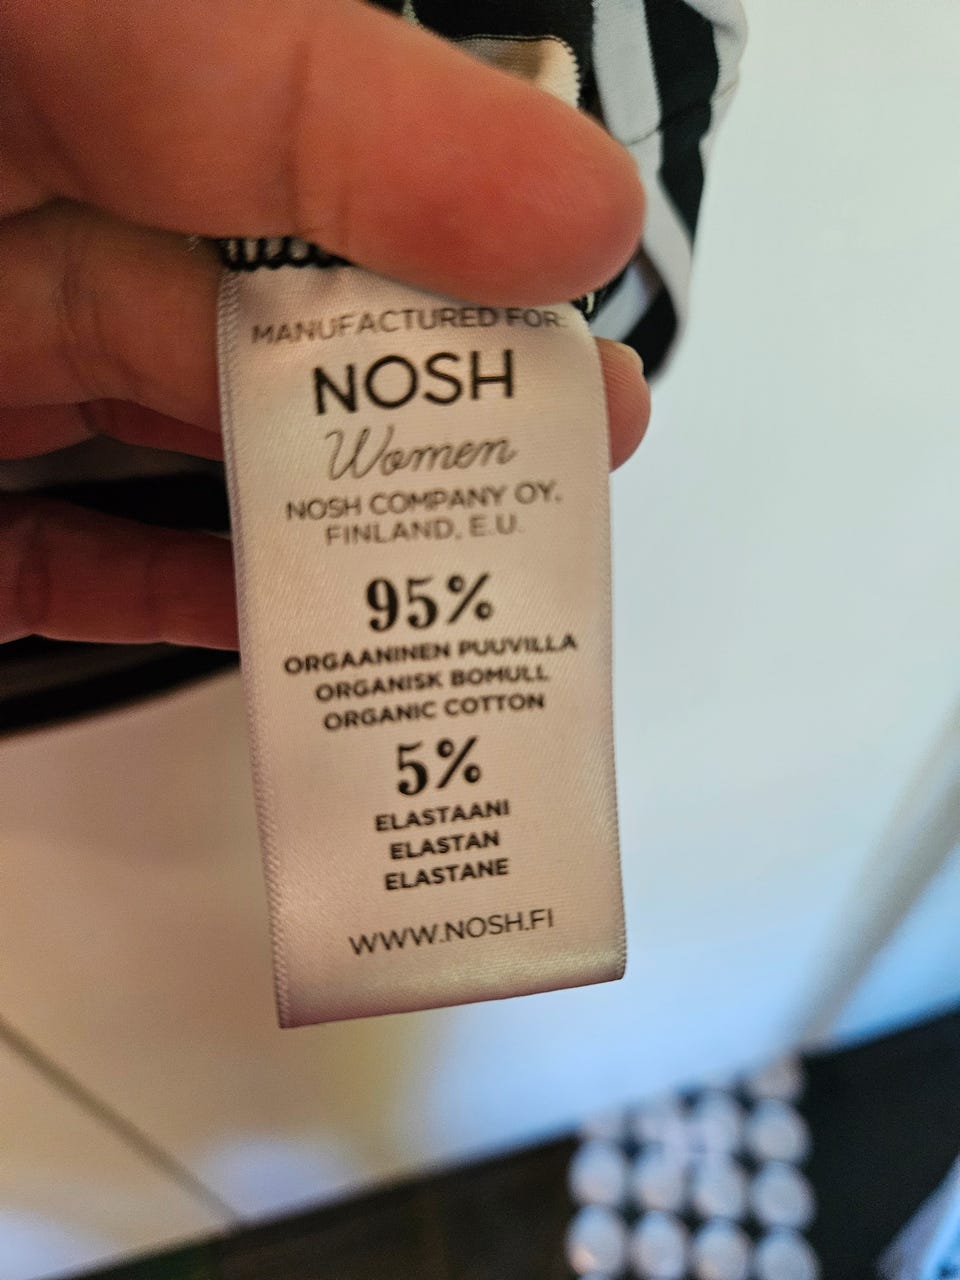 MANUFACTURED FOR:
NOSH
Women
NOSH COMPANY OY,
FINLAND, E.U.
95%
ORGAANINEN PUUVILLA
ORGANISK BOMULL
ORGANIC COTTON
5%
ELASTAANI
ELASTAN
ELASTANE
WWW.NOSH.FI